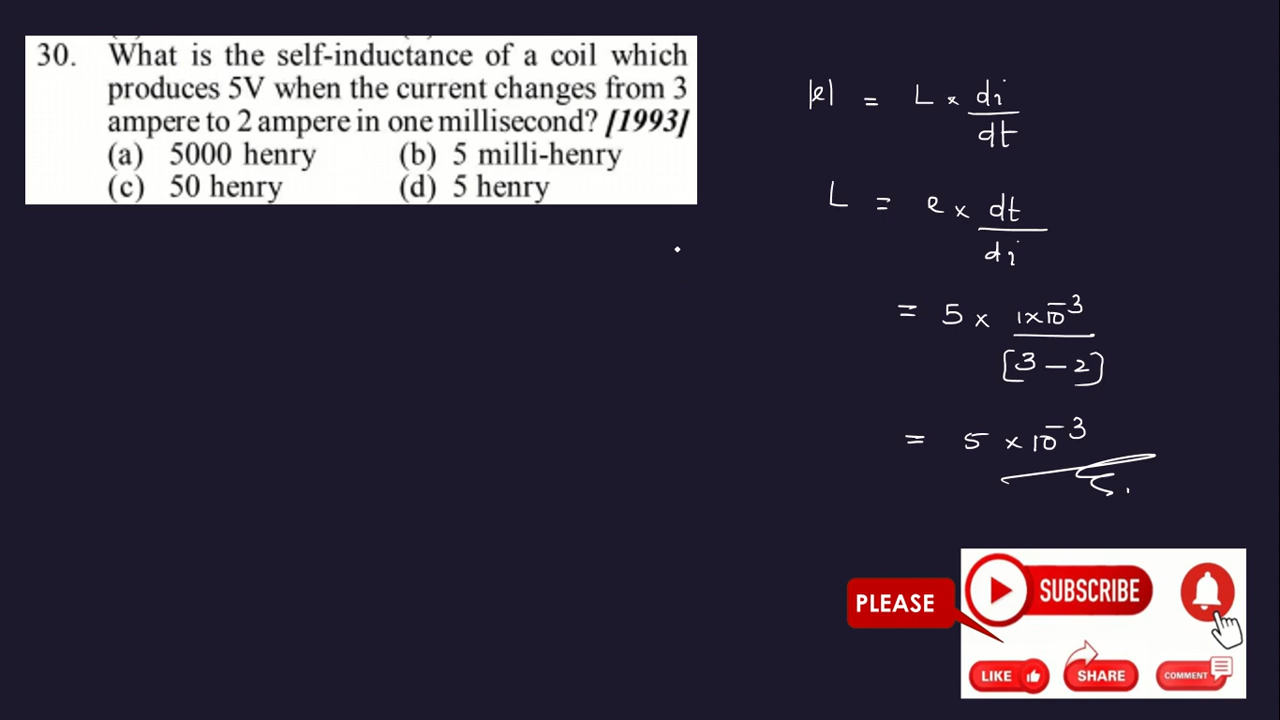 30. What is the self-inductance of a coil which
produces 5V when the current changes from 3
ampere to 2 ampere in one millisecond? [1993]
(a) 5000 henry (b) 5 milli-henry
(c) 50 henry (d) 5 henry
|e| = L × di
dt
L = e × dt
di
= 5 × 1×10⁻³
[3 – 2]
= 5 × 10⁻³
PLEASE
SUBSCRIBE
LIKE
SHARE
COMMENT